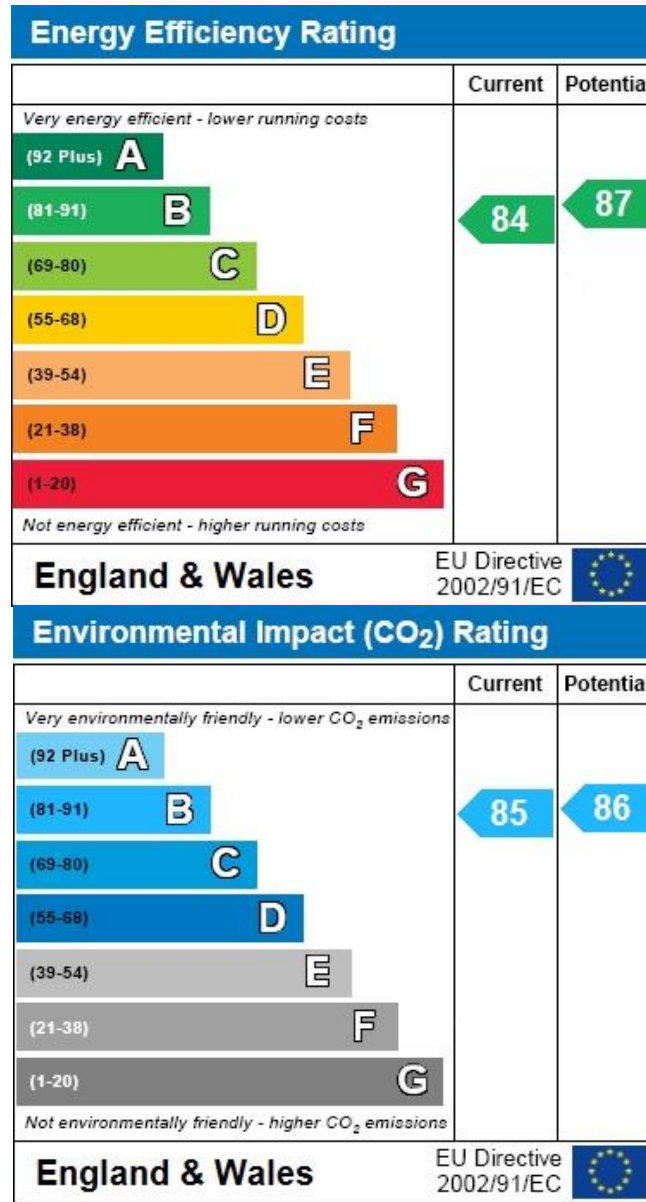 Energy Efficiency Rating
Current Potentia
Very energy efficient - lower running costs
(92 Plus) A
(81-91) B
84
87
(69-80) C
(55-68) D
(39-54) E
(21-38) F
(1-20) G
Not energy efficient - higher running costs
England & Wales
EU Directive
2002/91/EC
Environmental Impact (CO₂) Rating
Current Potentia
Very environmentally friendly - lower CO₂ emissions
(92 Plus) A
(81-91) B
85
86
(69-80) C
(55-68) D
(39-54) E
(21-38) F
(1-20) G
Not environmentally friendly - higher CO₂ emissions
England & Wales
EU Directive
2002/91/EC